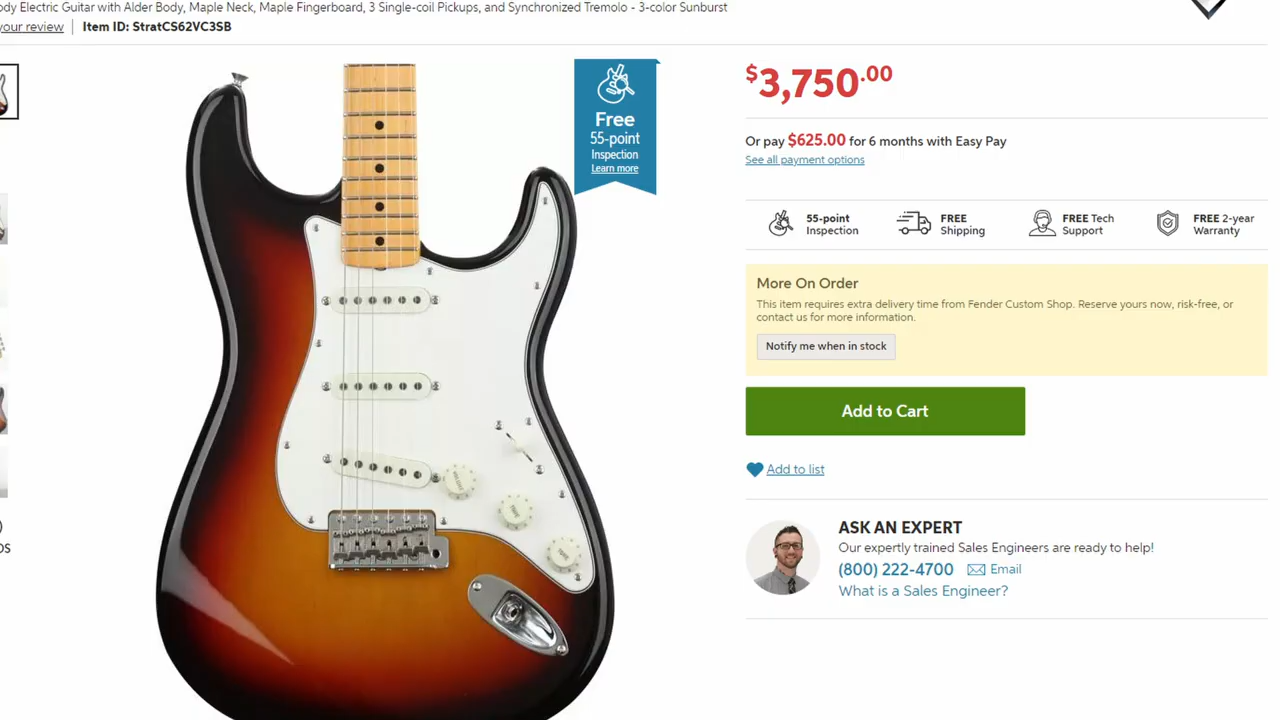 ody Electric Guitar with Alder Body, Maple Neck, Maple Fingerboard, 3 Single-coil Pickups, and Synchronized Tremolo - 3-color Sunburst
your review | Item ID: StratCS62VC3SB
Free
55-point
Inspection
Learn more
$3,750.00
Or pay $625.00 for 6 months with Easy Pay
See all payment options
55-point
Inspection
FREE
Shipping
FREE Tech
Support
FREE 2-year
Warranty
More On Order
This item requires extra delivery time from Fender Custom Shop. Reserve yours now, risk-free, or
contact us for more information.
Notify me when in stock
Add to Cart
Add to list
ASK AN EXPERT
Our expertly trained Sales Engineers are ready to help!
(800) 222-4700 Email
What is a Sales Engineer?
)
OS
VOLUME
TONE
TONE